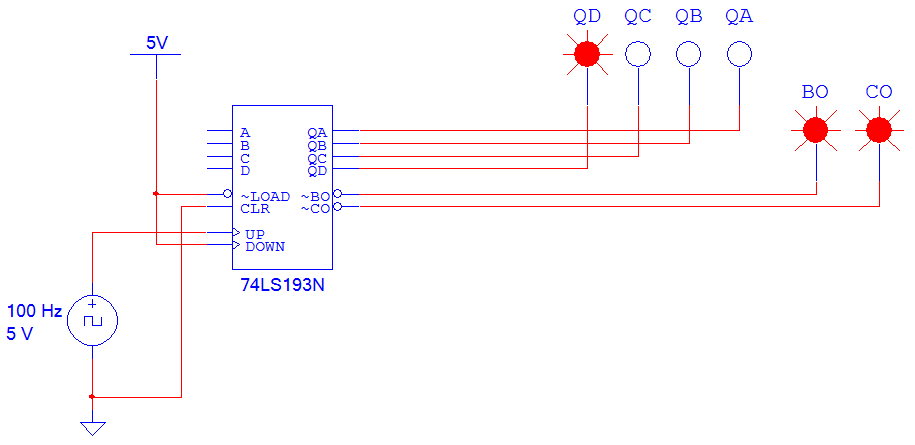 QD QC QB QA
BO CO
5V
A QA
B QB
C QC
D QD
~LOAD ~BO
CLR ~CO
UP
DOWN
74LS193N
100 Hz
5 V
+